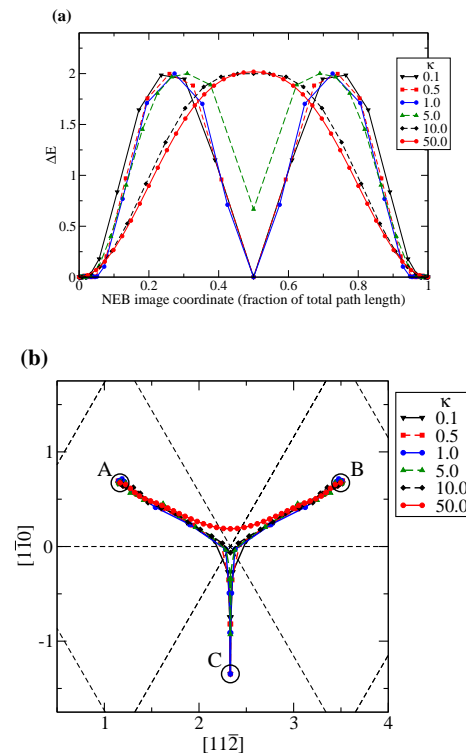 (a)
2
1.5
1
0.5
0
ΔE
0 0.2 0.4 0.6 0.8 1
NEB image coordinate (fraction of total path length)
κ
0.1
0.5
1.0
5.0
10.0
50.0
(b)
1
0
-1
[11̅0]
A
B
C
1 2 3 4
[112̅]
κ
0.1
0.5
1.0
5.0
10.0
50.0